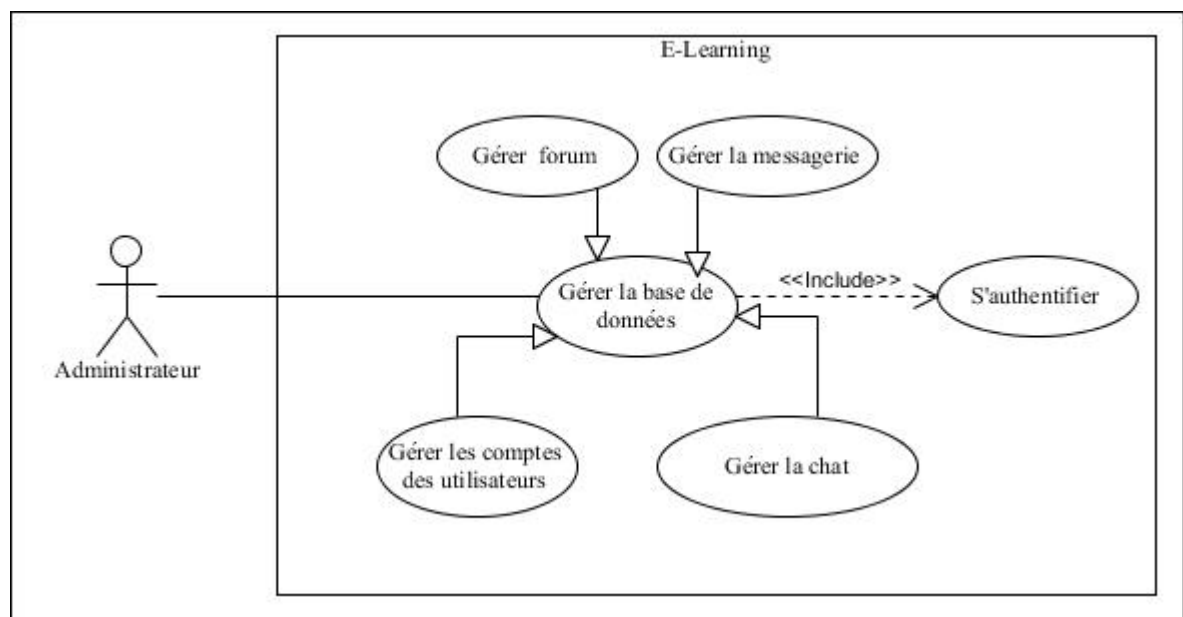 E-Learning
Gérer forum
Gérer la messagerie
Gérer la base de
données
<<Include>>
S'authentifier
Administrateur
Gérer les comptes
des utilisateurs
Gérer la chat